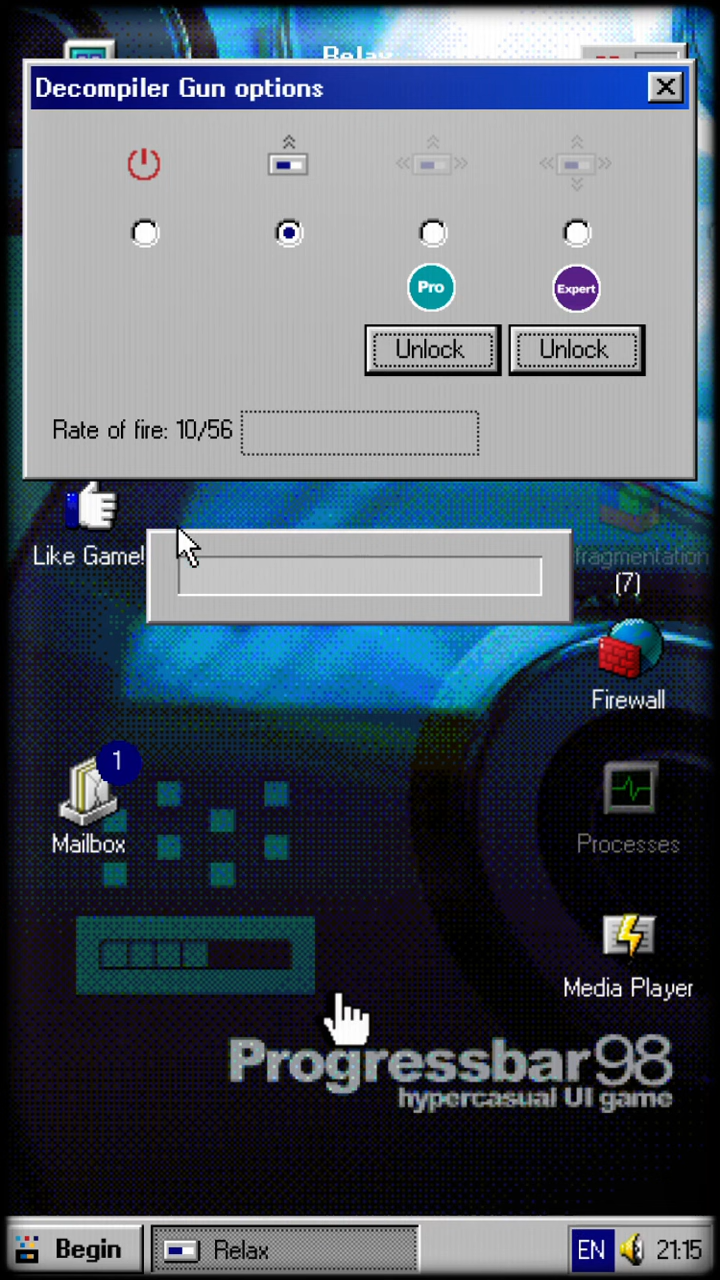 Relax
Decompiler Gun options
Pro
Expert
Unlock
Unlock
Rate of fire: 10/56
Like Game!
fragmentation
(7)
Firewall
1
Mailbox
Processes
Media Player
Progressbar98
hypercasual UI game
Begin
Relax
EN
21:15